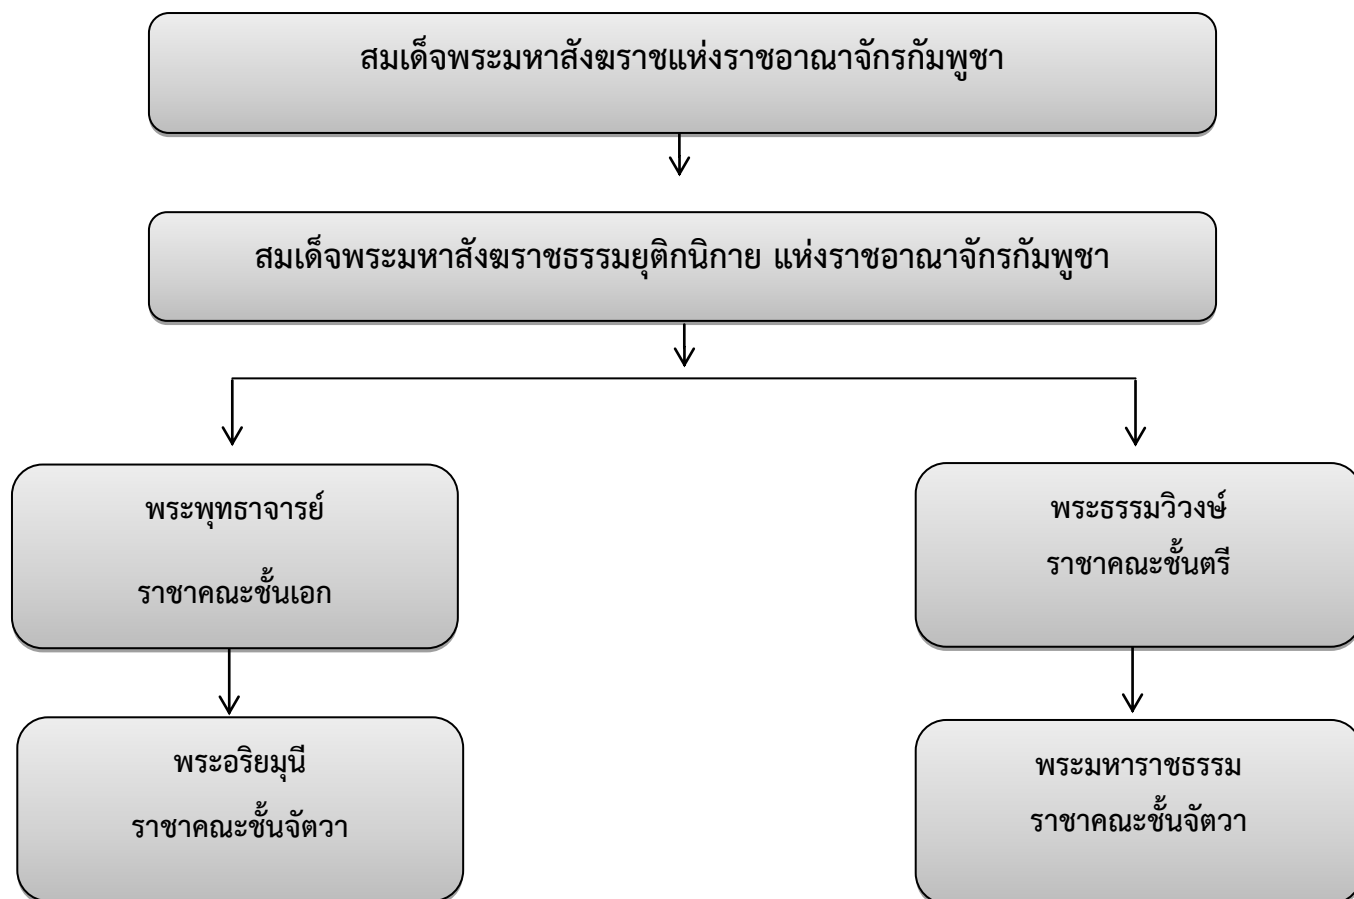 สมเด็จพระมหาสังฆราชแห่งราชอาณาจักรกัมพูชา
สมเด็จพระมหาสังฆราชธรรมยุติกนิกาย แห่งราชอาณาจักรกัมพูชา
พระพุทธาจารย์
ราชาคณะชั้นเอก
พระธรรมวิวงษ์
ราชาคณะชั้นตรี
พระอริยมุนี
ราชาคณะชั้นจัตวา
พระมหาราชธรรม
ราชาคณะชั้นจัตวา